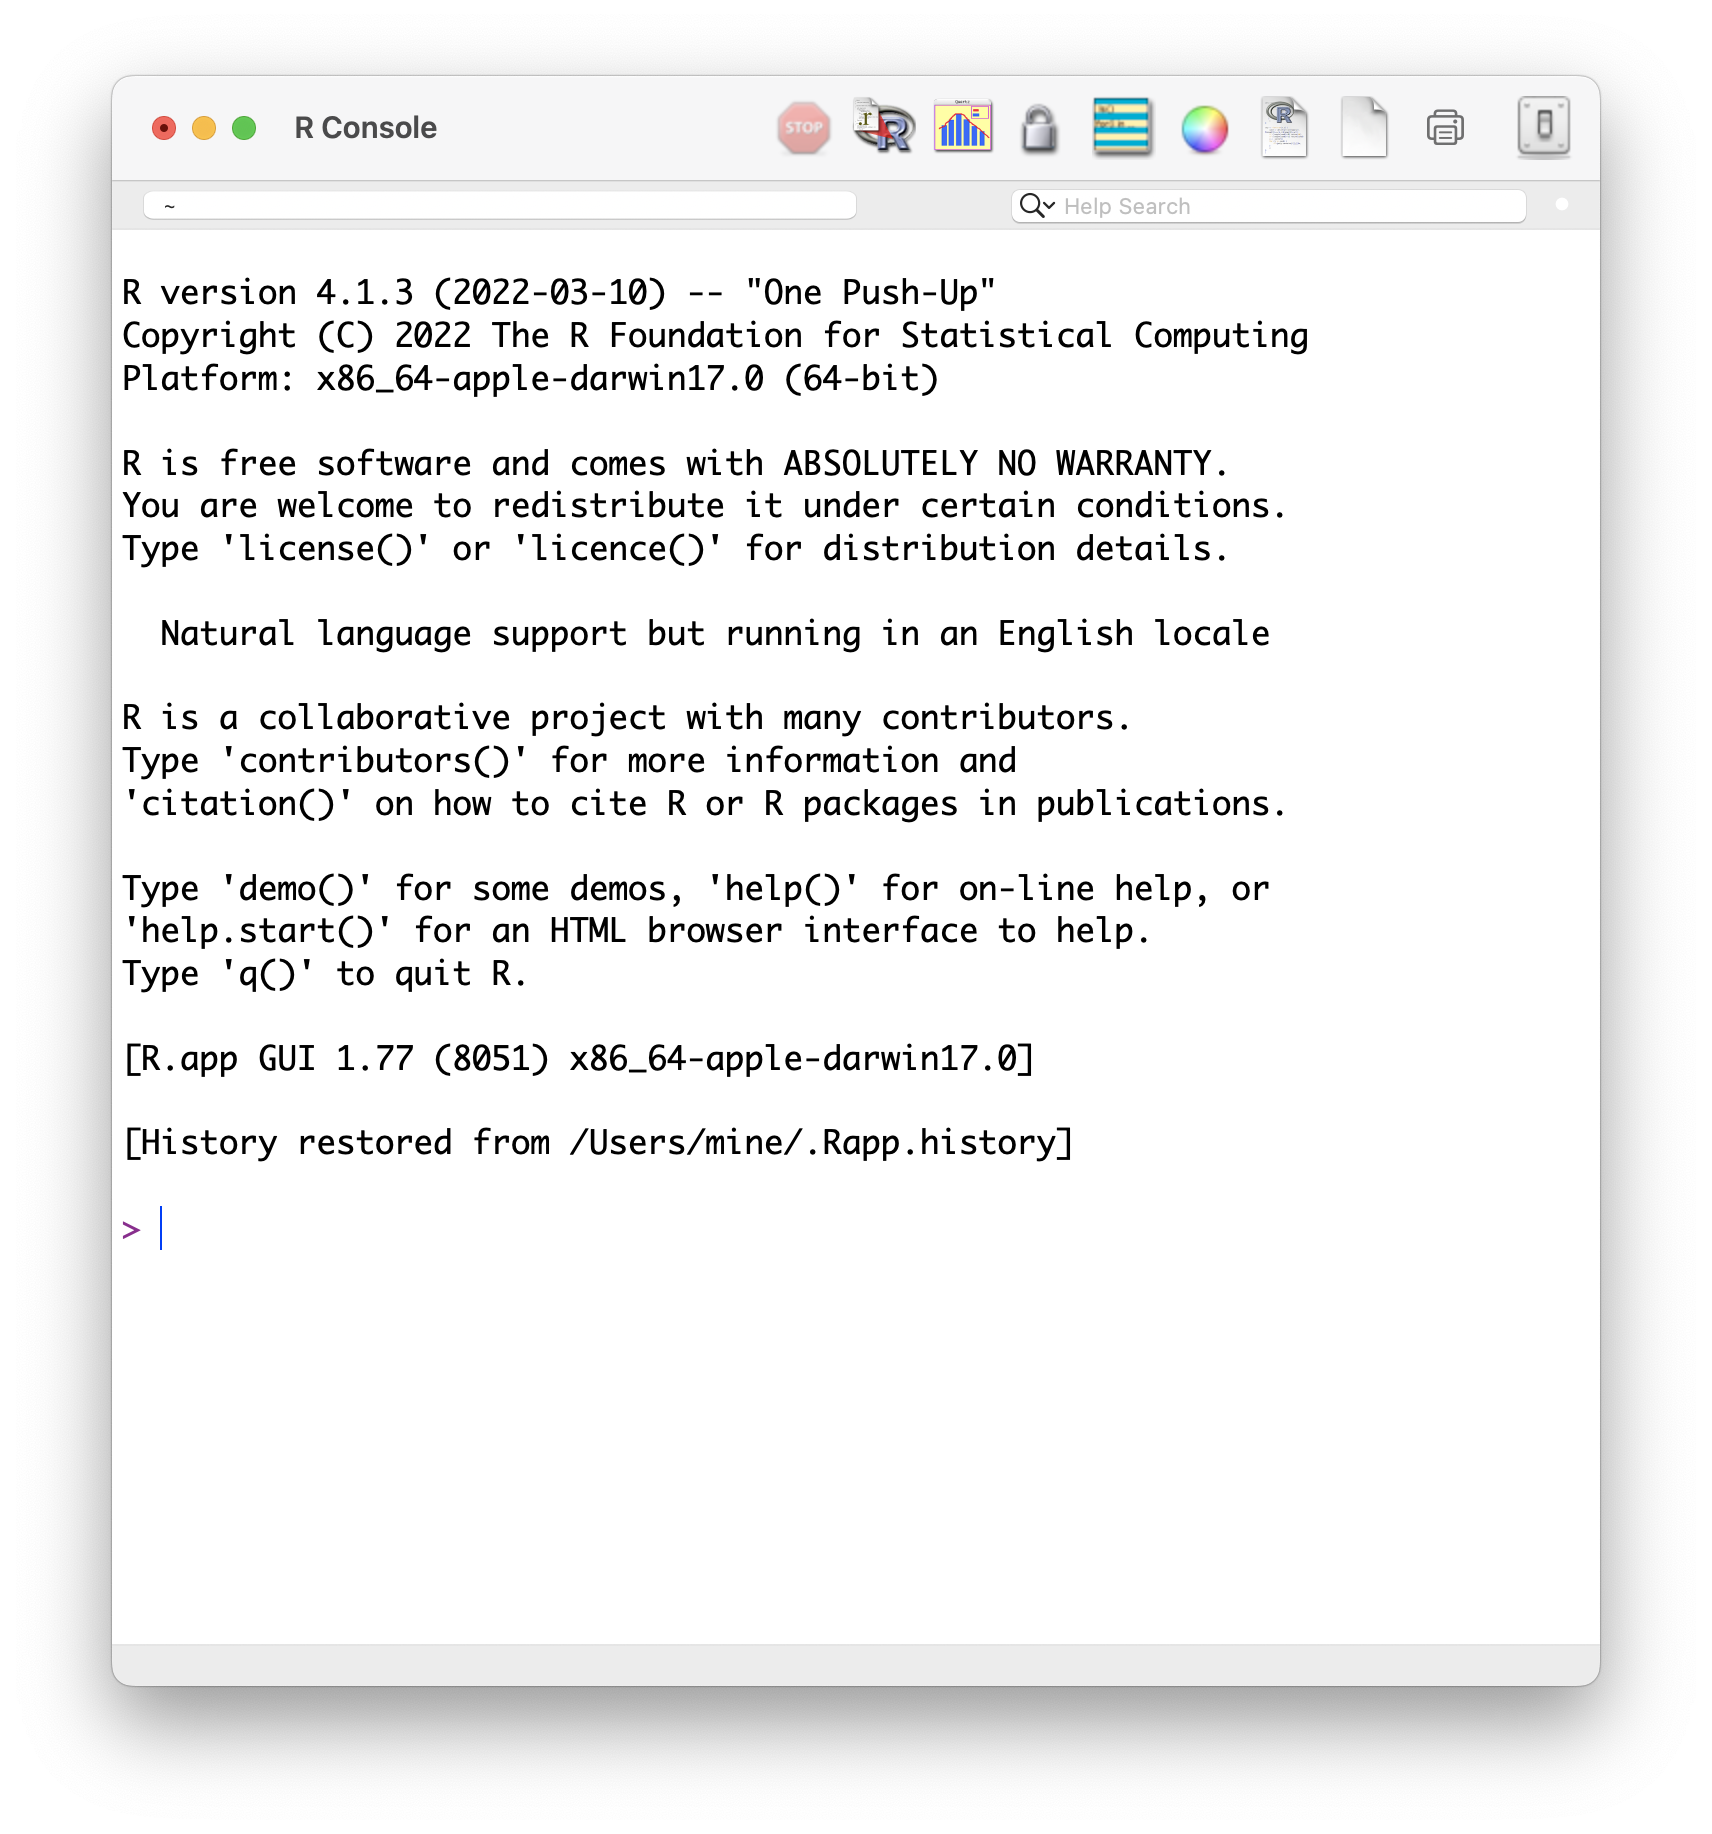 R Console
STOP
~
Help Search
R version 4.1.3 (2022-03-10) -- "One Push-Up"
Copyright (C) 2022 The R Foundation for Statistical Computing
Platform: x86_64-apple-darwin17.0 (64-bit)
R is free software and comes with ABSOLUTELY NO WARRANTY.
You are welcome to redistribute it under certain conditions.
Type 'license()' or 'licence()' for distribution details.
Natural language support but running in an English locale
R is a collaborative project with many contributors.
Type 'contributors()' for more information and
'citation()' on how to cite R or R packages in publications.
Type 'demo()' for some demos, 'help()' for on-line help, or
'help.start()' for an HTML browser interface to help.
Type 'q()' to quit R.
[R.app GUI 1.77 (8051) x86_64-apple-darwin17.0]
[History restored from /Users/mine/.Rapp.history]
>